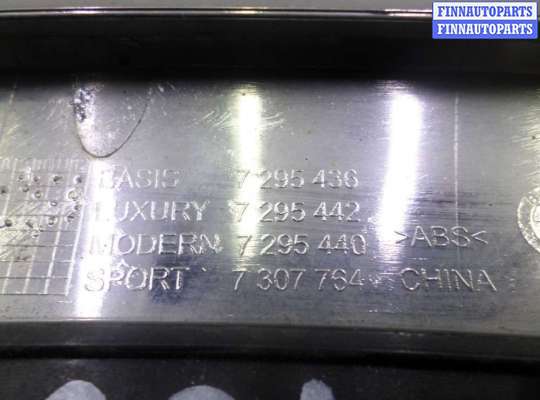 FINNAUTOPARTS
FINNAUTOPARTS
BASIS 7 295 436
LUXURY 7 295 442
MODERN 7 295 440 >ABS<
SPORT 7 307 764 CHINA